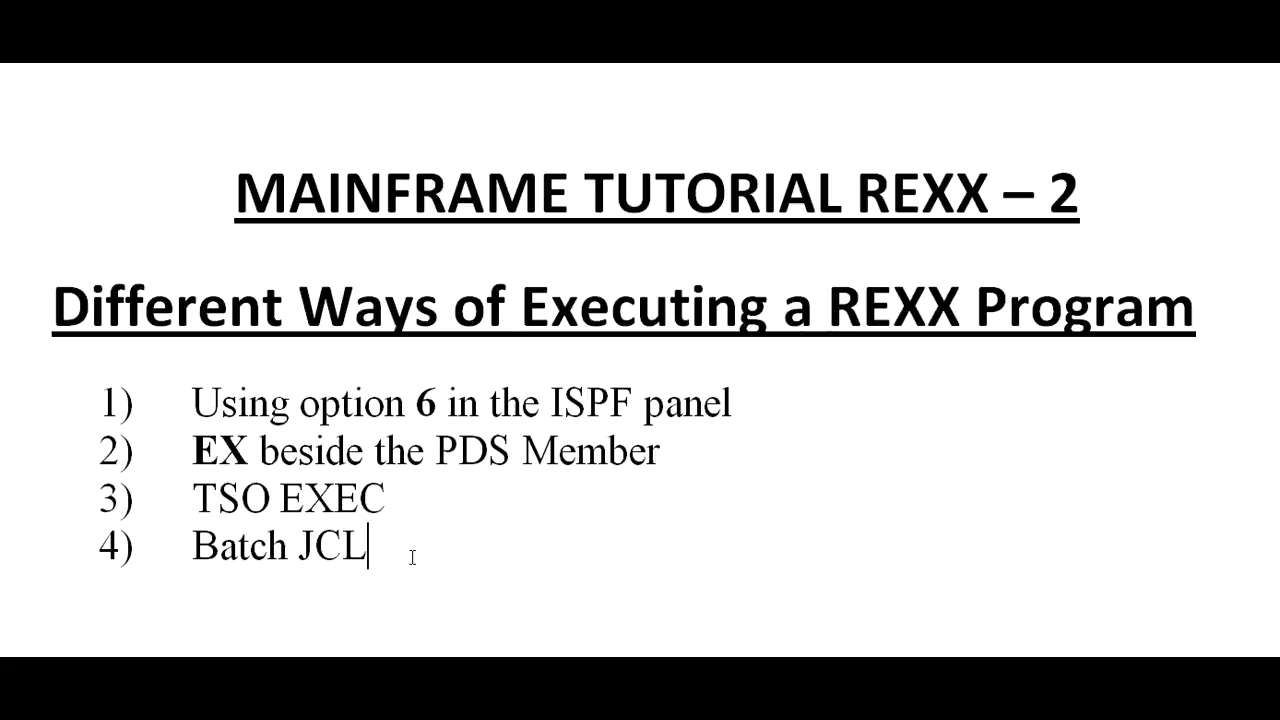 MAINFRAME TUTORIAL REXX – 2
Different Ways of Executing a REXX Program
1) Using option 6 in the ISPF panel
2) EX beside the PDS Member
3) TSO EXEC
4) Batch JCL